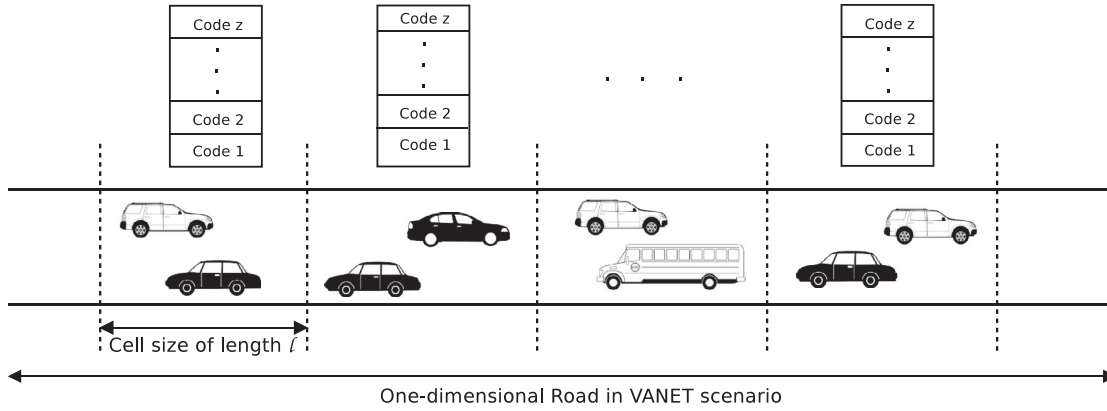 Code z
Code 2
Code 1
Code z
Code 2
Code 1
Code z
Code 2
Code 1
Cell size of length l
One-dimensional Road in VANET scenario